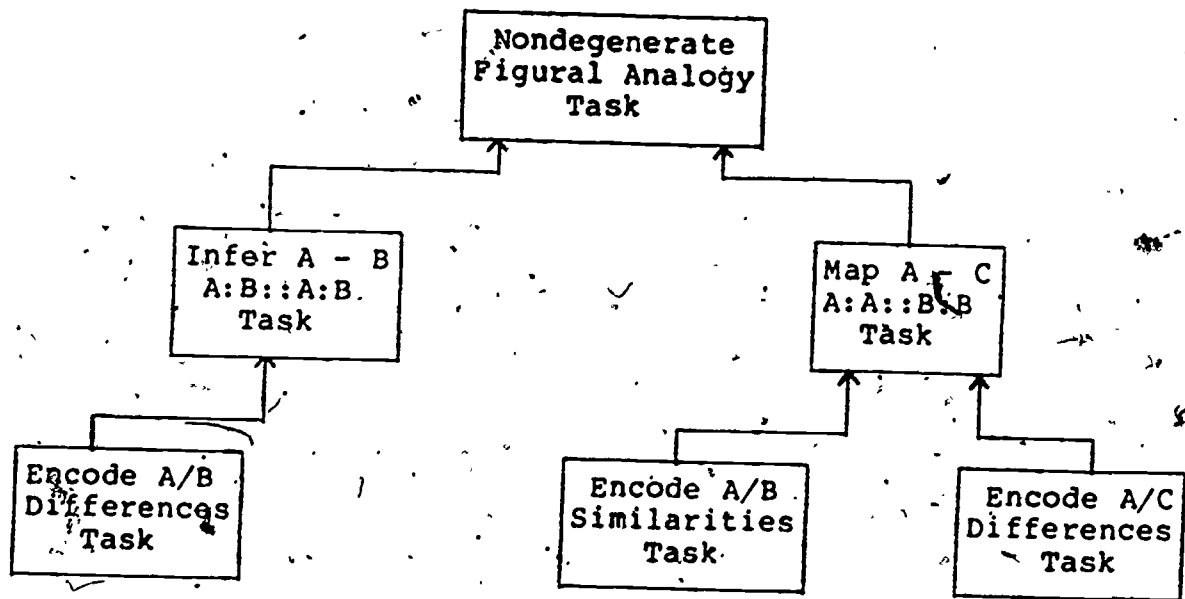 Nondegenerate
Figural Analogy
Task
Infer A - B
A:B::A:B
Task
Map A - C
A:A::B:B
Task
Encode A/B
Differences
Task
Encode A/B
Similarities
Task
Encode A/C
Differences
Task